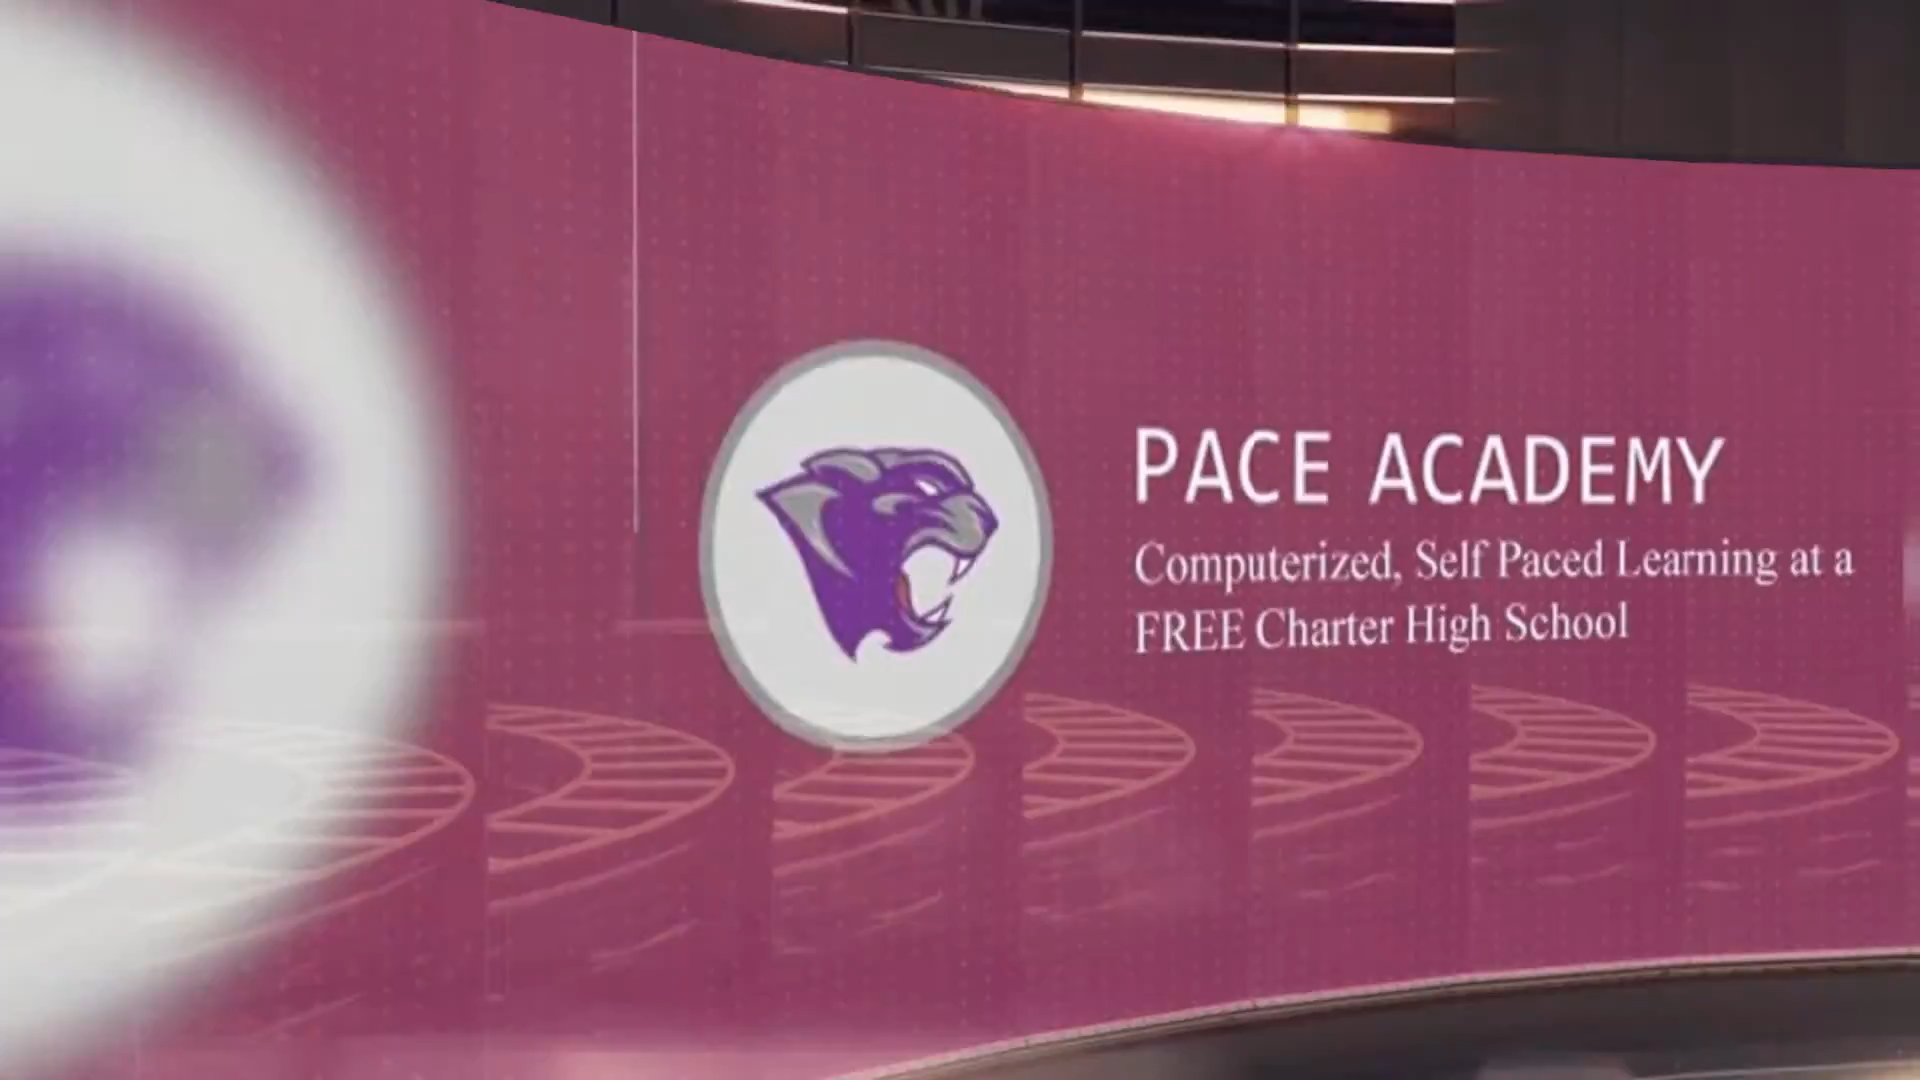 PACE ACADEMY
Computerized, Self Paced Learning at a
FREE Charter High School